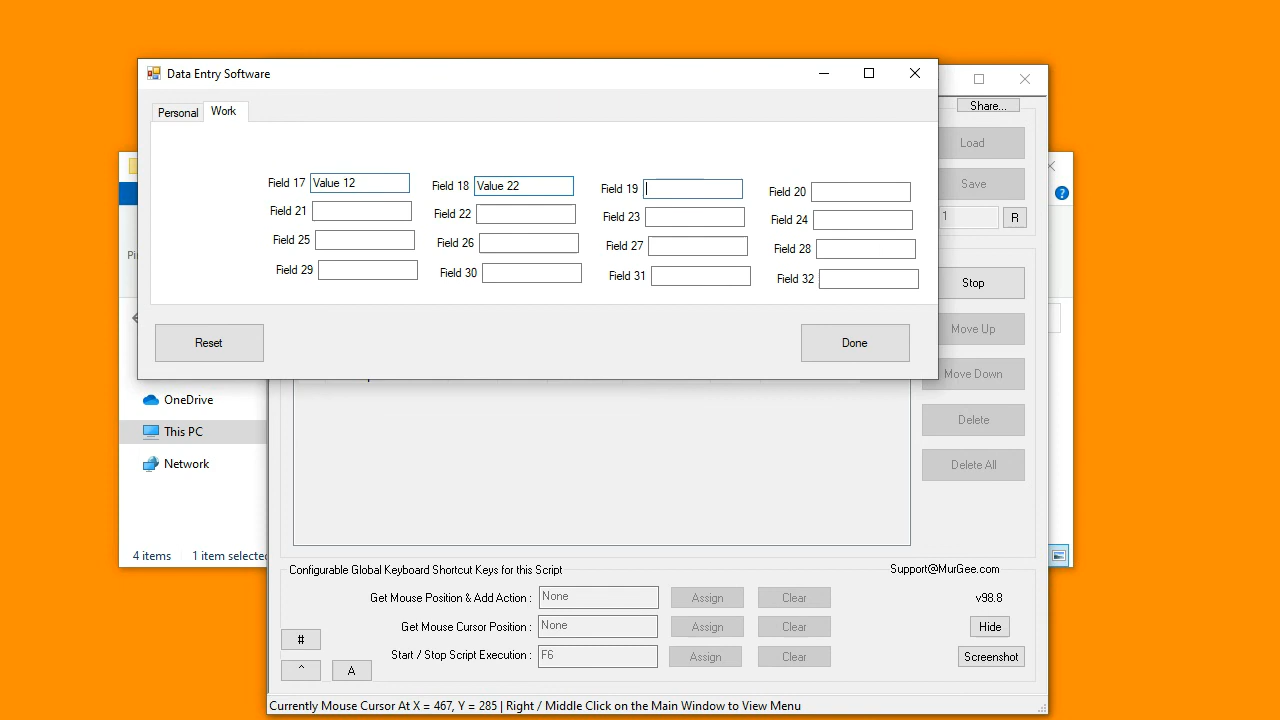 Data Entry Software
Share...
Personal
Work
Load
Save
1
R
Field 17 Value 12
Field 18 Value 22
Field 19
Field 20
Field 21
Field 22
Field 23
Field 24
Field 25
Field 26
Field 27
Field 28
Field 29
Field 30
Field 31
Field 32
Stop
Move Up
Reset
Done
Move Down
OneDrive
Delete
This PC
Network
Delete All
4 items
1 item selected
Configurable Global Keyboard Shortcut Keys for this Script
Support@MurGee.com
Get Mouse Position & Add Action :
None
Assign
Clear
v98.8
Get Mouse Cursor Position :
None
Assign
Clear
Hide
#
Start / Stop Script Execution :
F6
Assign
Clear
Screenshot
^
A
Currently Mouse Cursor At X = 467, Y = 285 | Right / Middle Click on the Main Window to View Menu